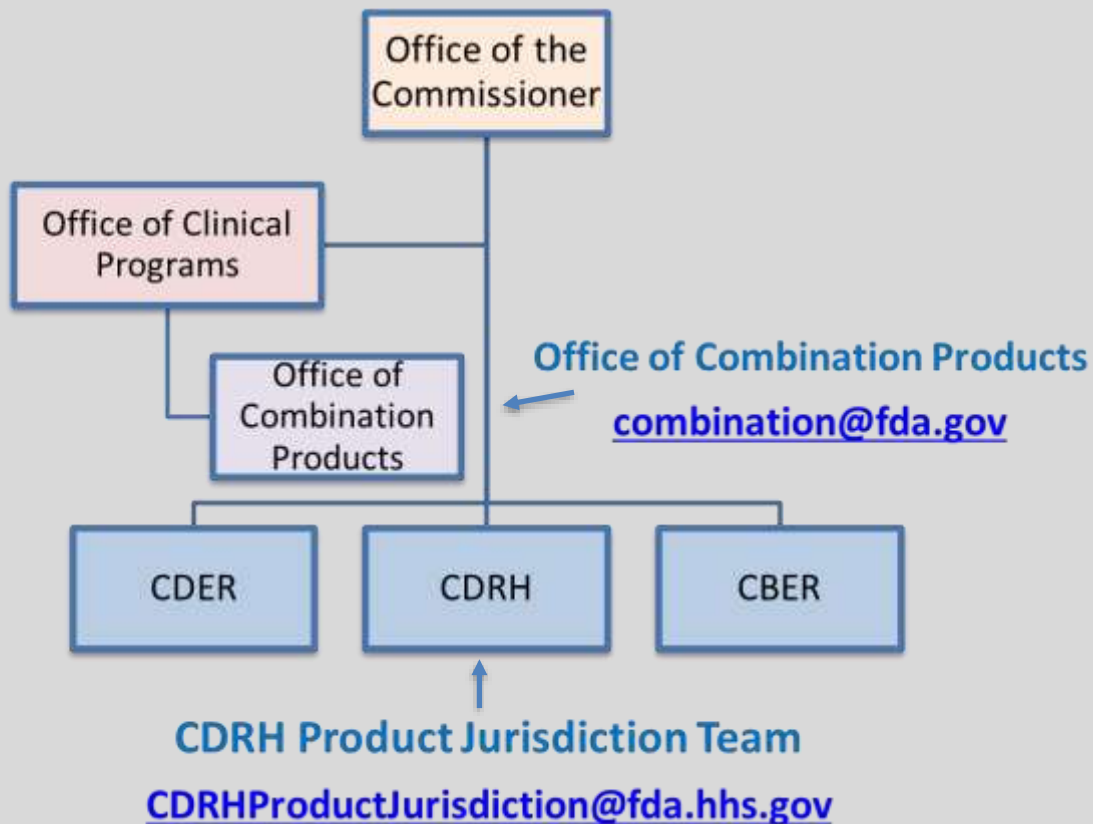 Office of the
Commissioner
Office of Clinical
Programs
Office of
Combination
Products
Office of Combination Products
combination@fda.gov
CDER
CDRH
CBER
CDRH Product Jurisdiction Team
CDRHProductJurisdiction@fda.hhs.gov